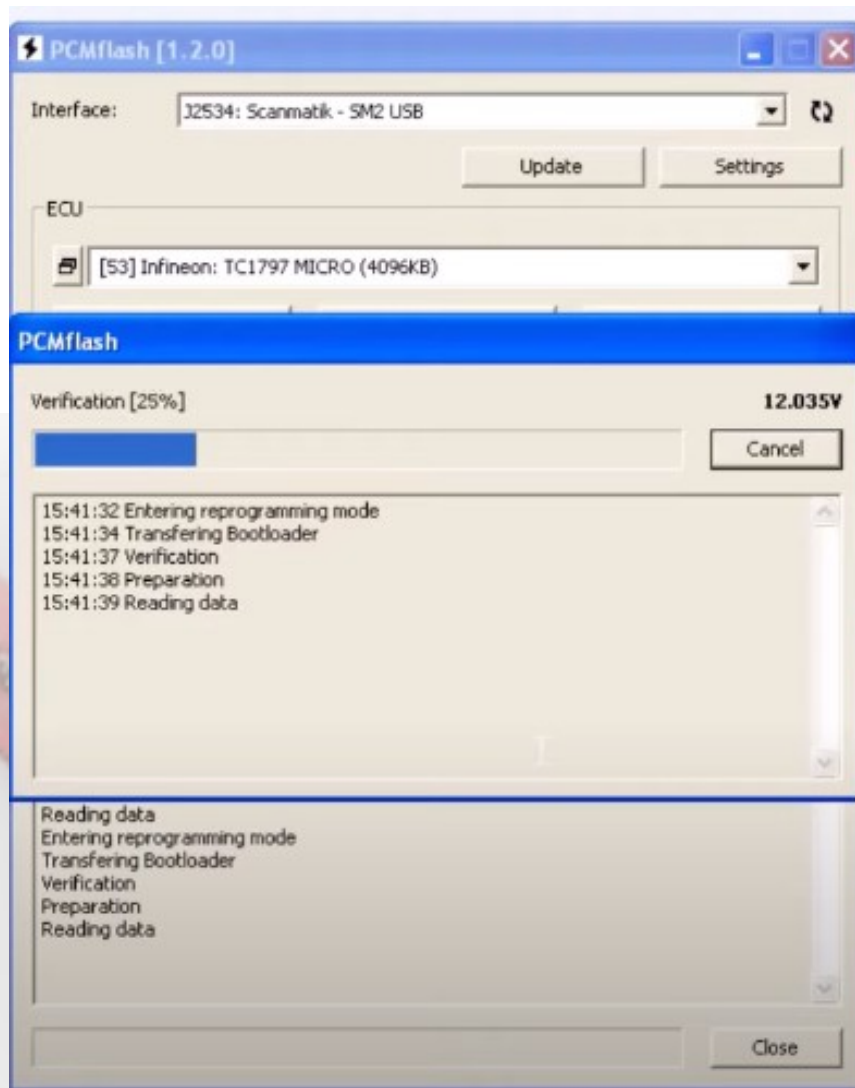 PCMflash [1.2.0]
Interface:
J2534: Scanmatik - SM2 USB
Update
Settings
ECU
[53] Infineon: TC1797 MICRO (4096KB)
PCMflash
Verification [25%]
12.035V
Cancel
15:41:32 Entering reprogramming mode
15:41:34 Transfering Bootloader
15:41:37 Verification
15:41:38 Preparation
15:41:39 Reading data
Reading data
Entering reprogramming mode
Transfering Bootloader
Verification
Preparation
Reading data
Close